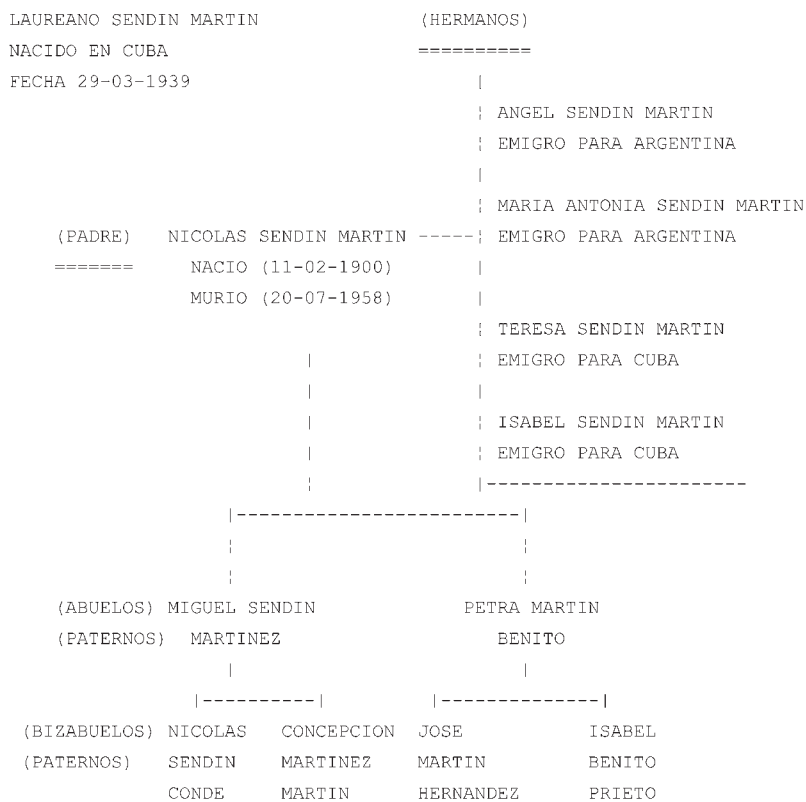 LAUREANO SENDIN MARTIN (HERMANOS)
NACIDO EN CUBA ==========
FECHA 29-03-1939
ANGEL SENDIN MARTIN
EMIGRO PARA ARGENTINA
MARIA ANTONIA SENDIN MARTIN
(PADRE) NICOLAS SENDIN MARTIN -----¦ EMIGRO PARA ARGENTINA
======= NACIO (11-02-1900)
MURIO (20-07-1958)
TERESA SENDIN MARTIN
EMIGRO PARA CUBA
ISABEL SENDIN MARTIN
EMIGRO PARA CUBA
(ABUELOS) MIGUEL SENDIN PETRA MARTIN
(PATERNOS) MARTINEZ BENITO
(BIZABUELOS) NICOLAS CONCEPCION JOSE ISABEL
(PATERNOS) SENDIN MARTINEZ MARTIN BENITO
CONDE MARTIN HERNANDEZ PRIETO